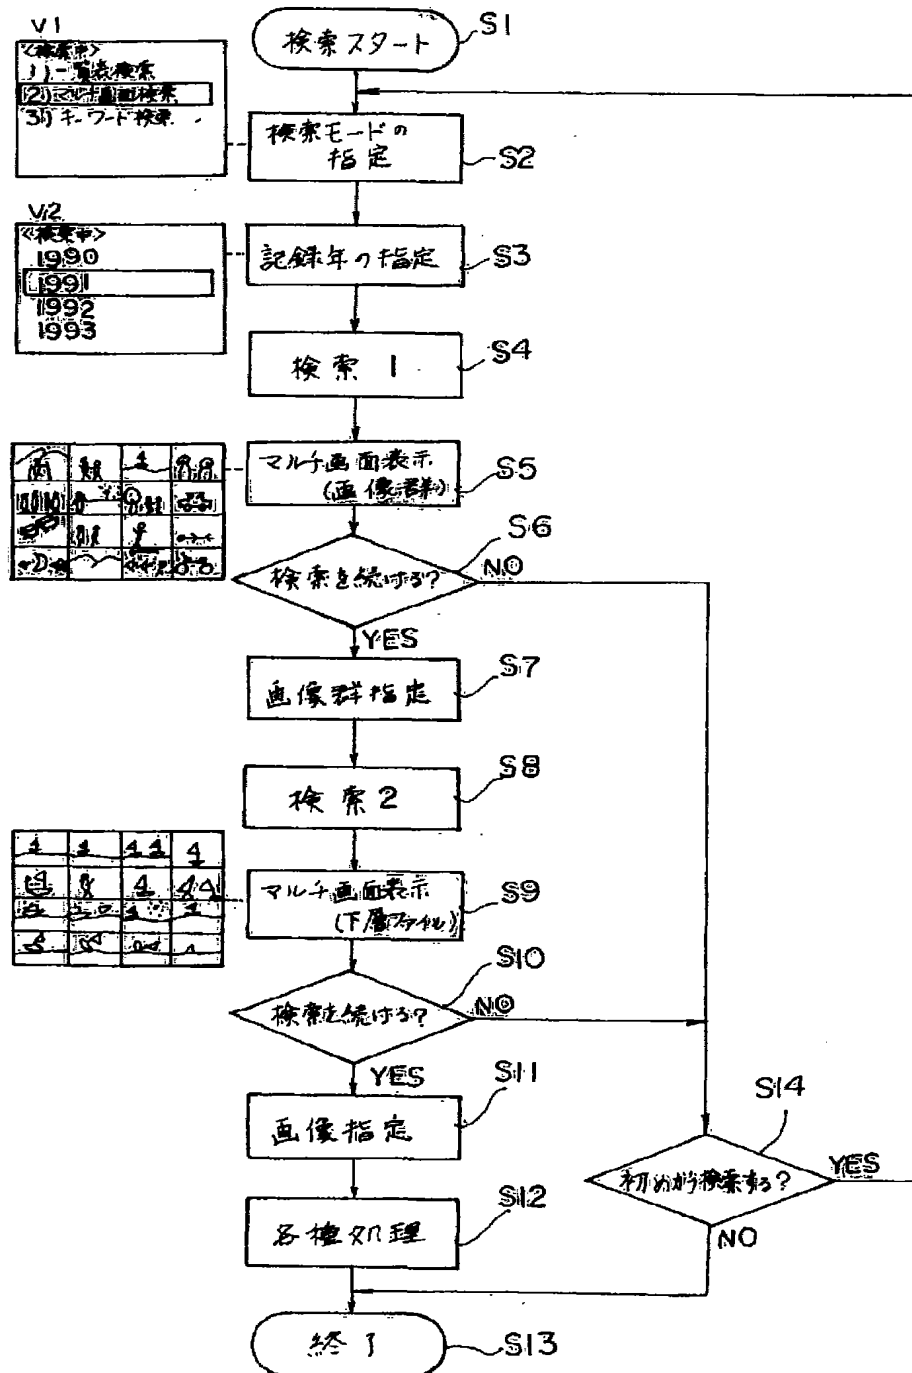 V1
<検索中>
1) 一覧表検索
2) マルチ画面検索
3) キーワード検索
検索スタート
S1
検索モードの
指定
S2
V2
<検索中>
1990
1991
1992
1993
記録年の指定
S3
検索1
S4
マルチ画面表示
(画像群)
S5
検索を続ける?
S6
NO
YES
画像群指定
S7
検索2
S8
マルチ画面表示
(下層ファイル)
S9
検索を続ける?
S10
NO
YES
画像指定
S11
各種処理
S12
初めから検索する?
S14
YES
NO
終了
S13